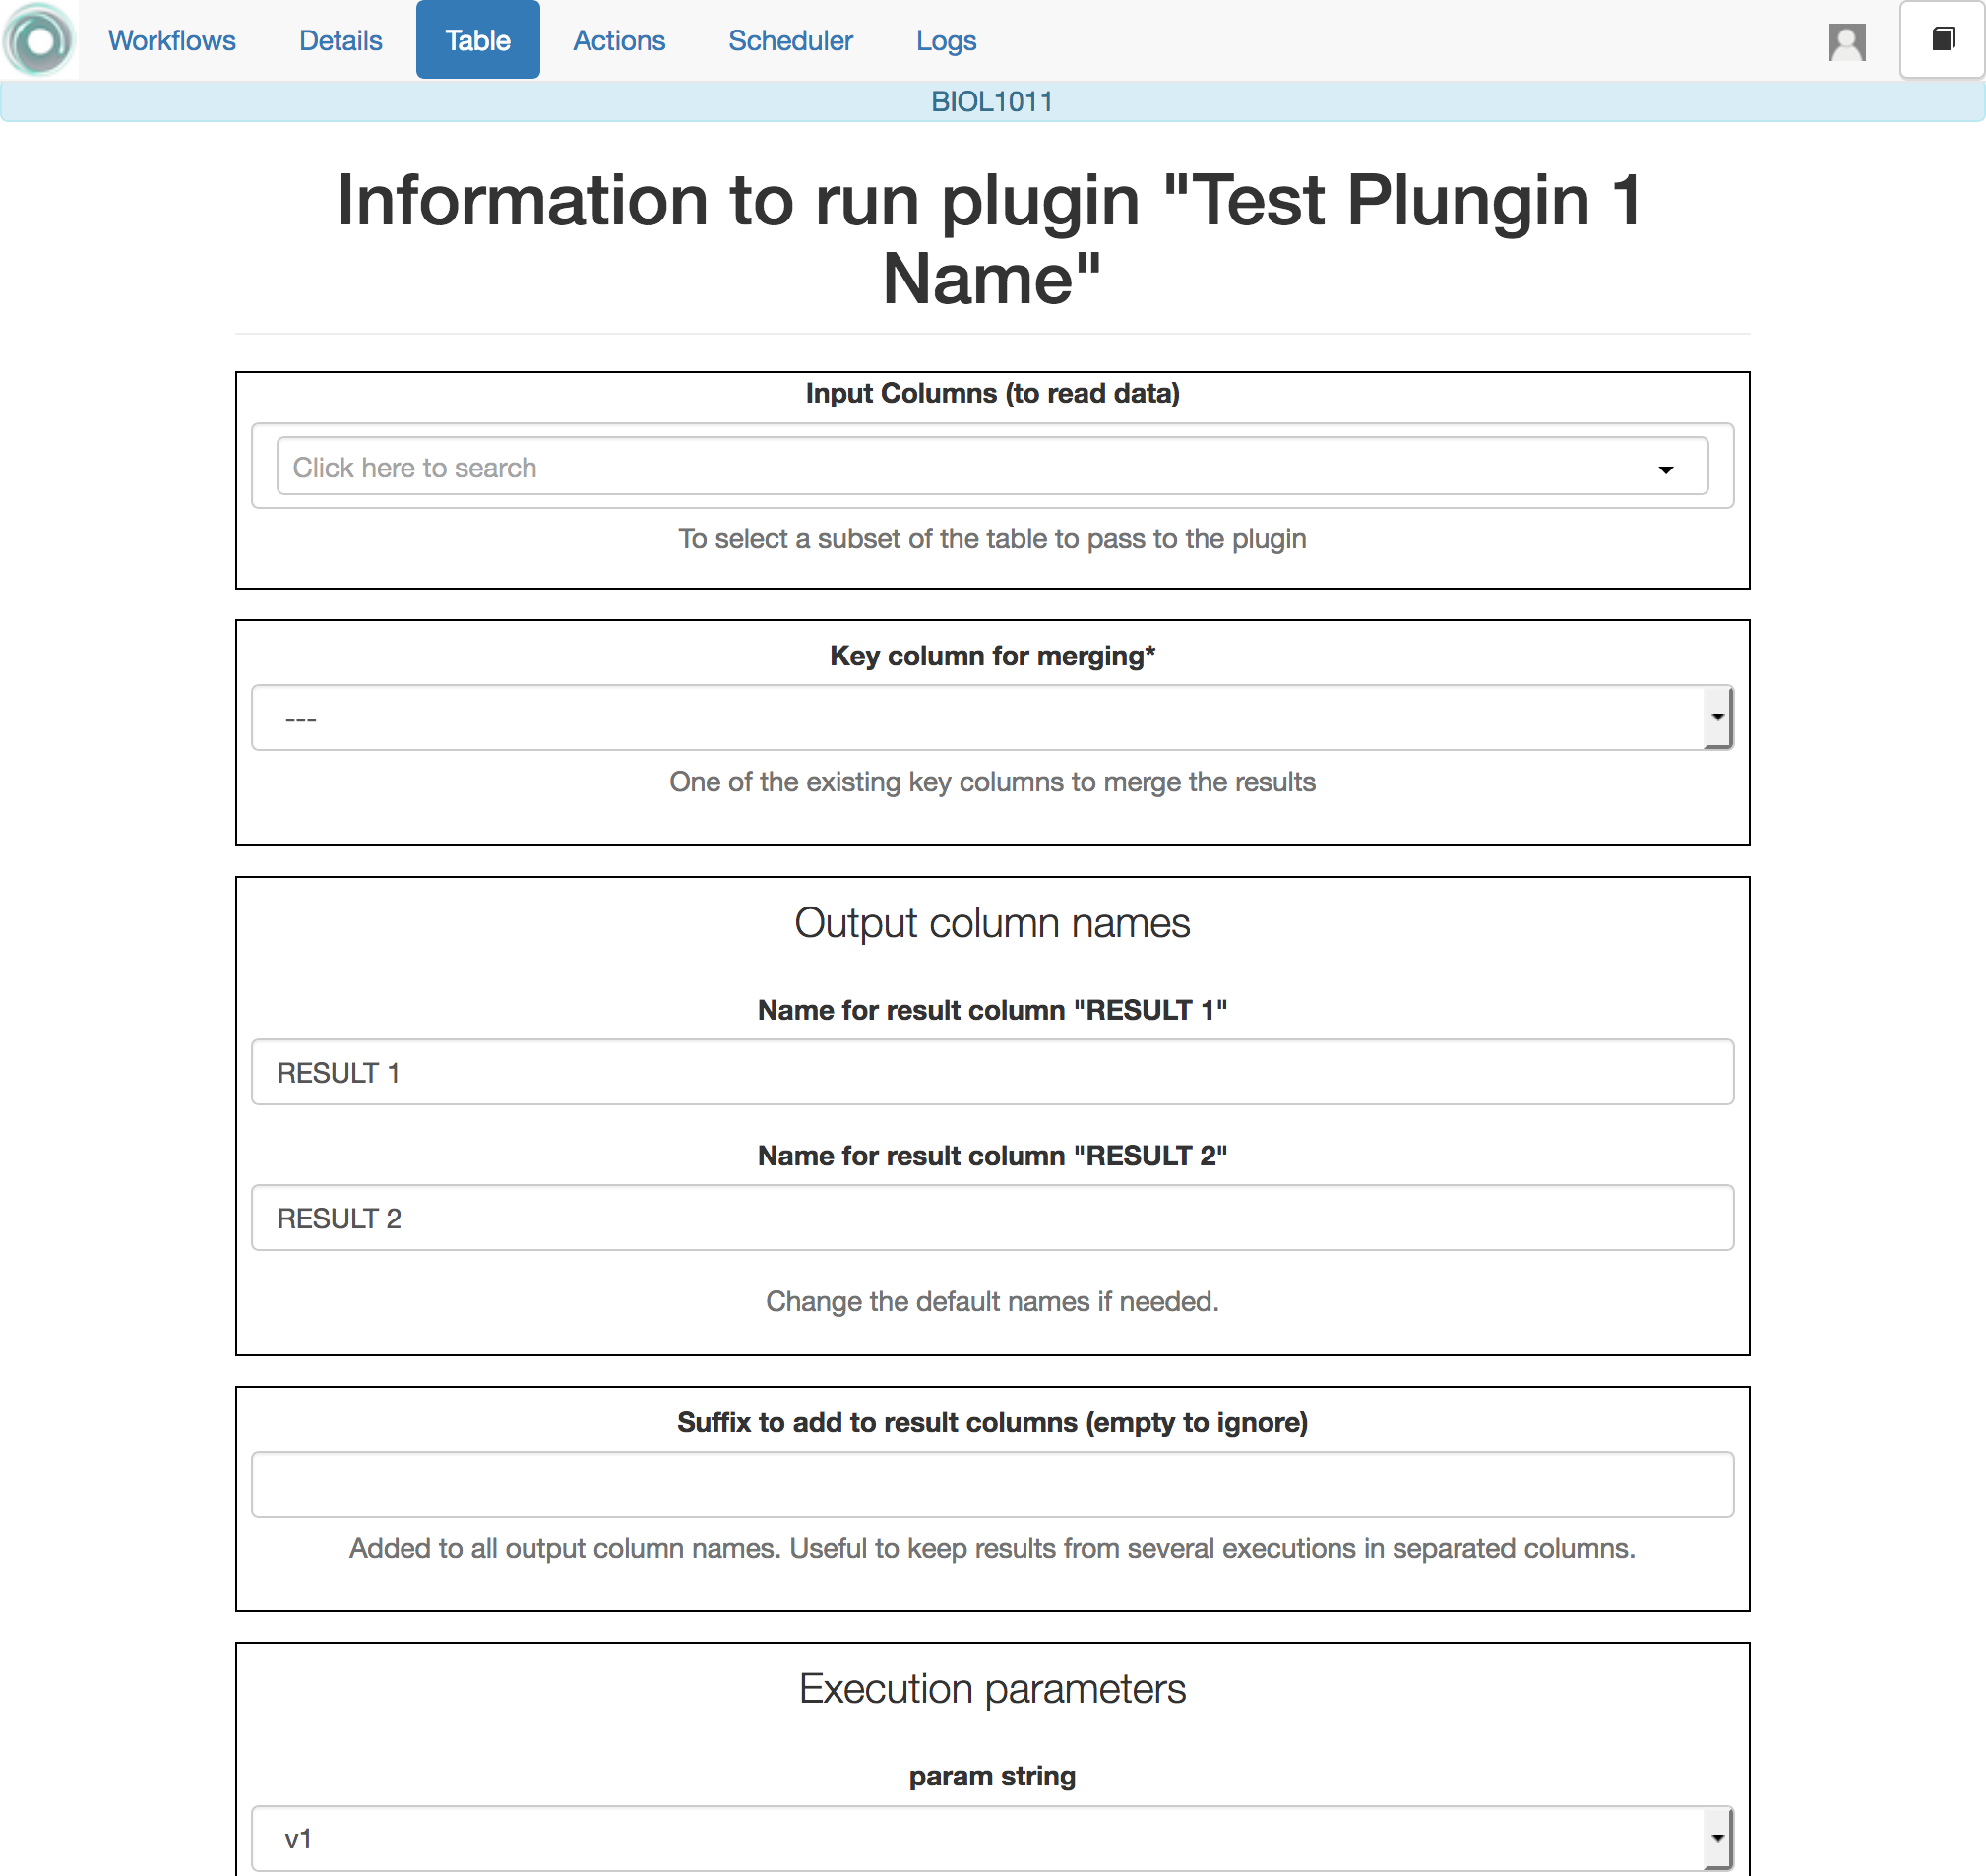 Workflows Details Table Actions Scheduler Logs
BIOL1011
Information to run plugin "Test Plungin 1
Name"
Input Columns (to read data)
Click here to search
To select a subset of the table to pass to the plugin
Key column for merging*
---
One of the existing key columns to merge the results
Output column names
Name for result column "RESULT 1"
RESULT 1
Name for result column "RESULT 2"
RESULT 2
Change the default names if needed.
Suffix to add to result columns (empty to ignore)
Added to all output column names. Useful to keep results from several executions in separated columns.
Execution parameters
param string
v1